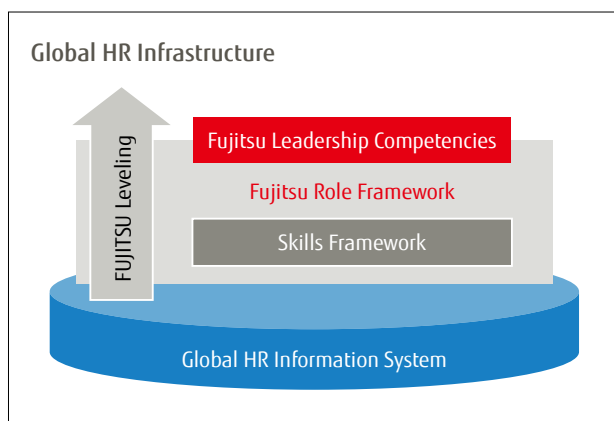 Global HR Infrastructure
FUJITSU Leveling
Fujitsu Leadership Competencies
Fujitsu Role Framework
Skills Framework
Global HR Information System